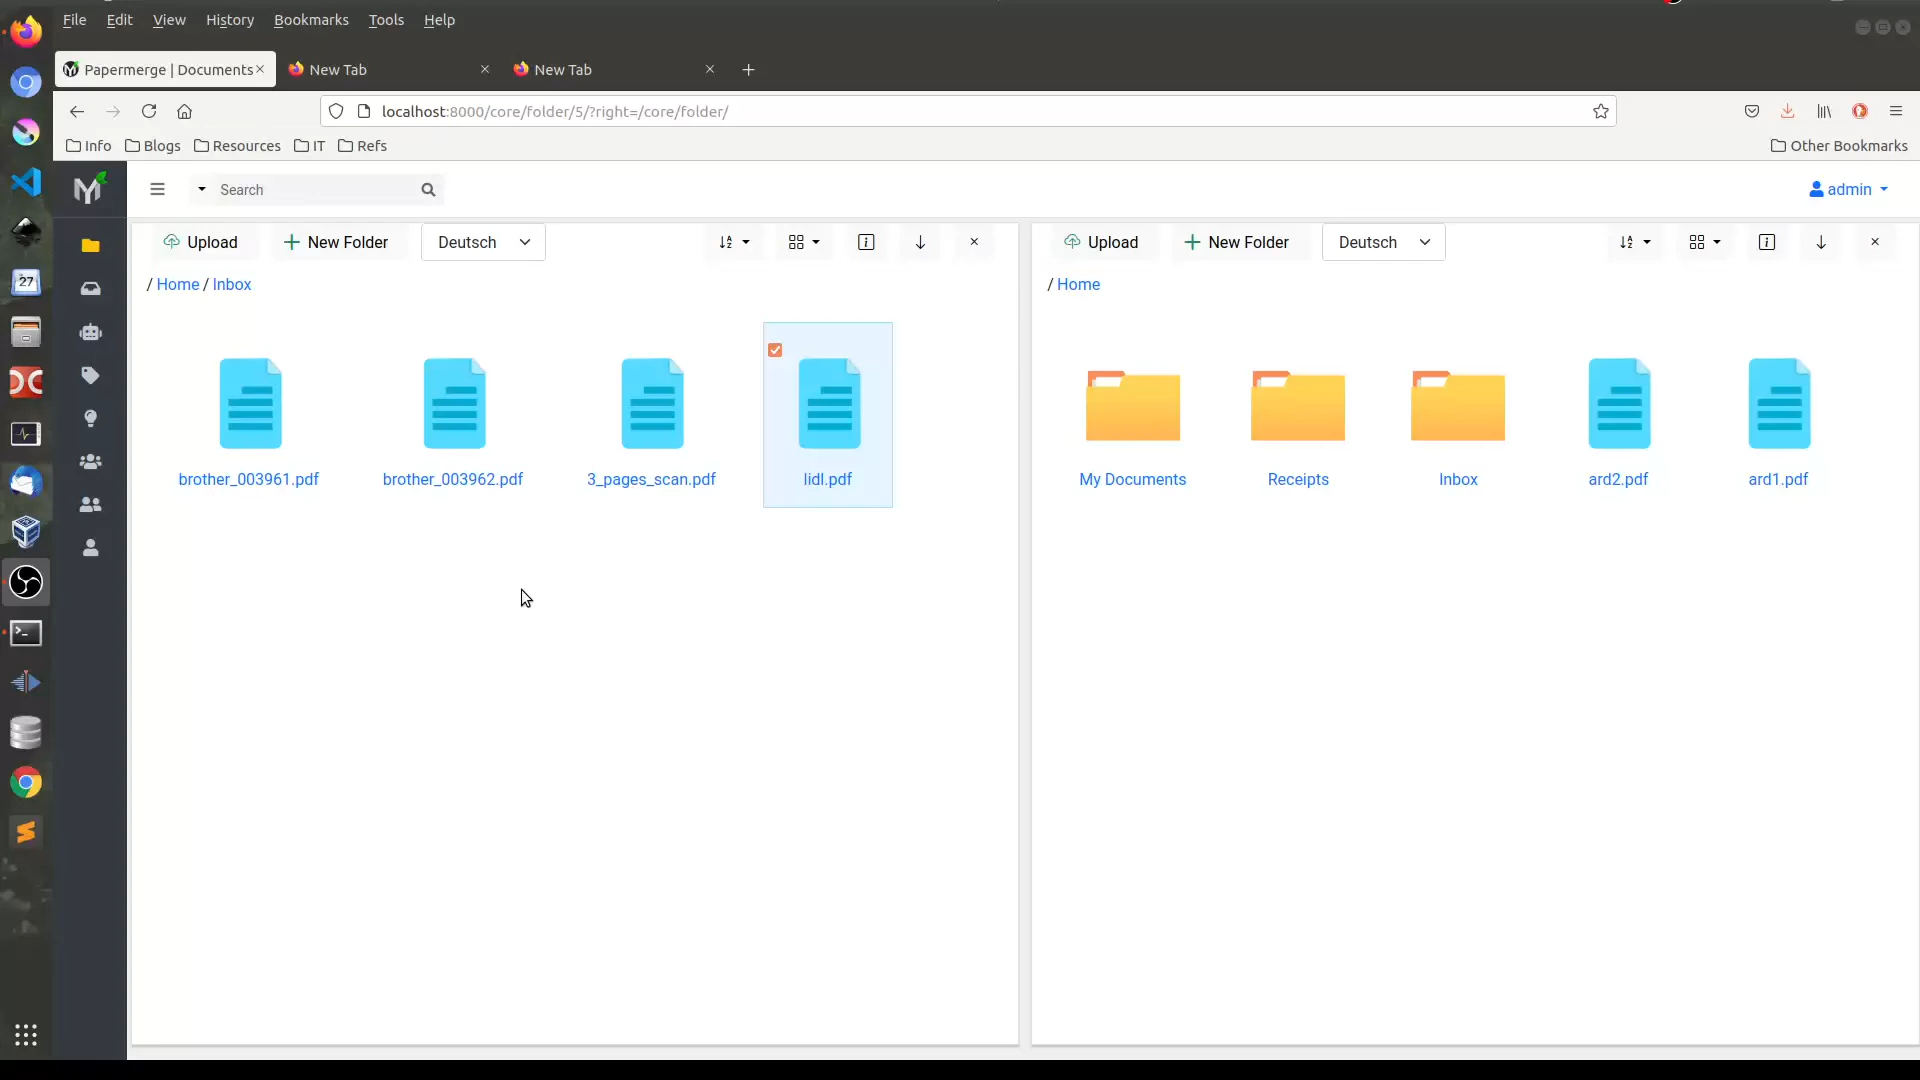 File Edit View History Bookmarks Tools Help
Papermerge | Documents
New Tab
New Tab
localhost:8000/core/folder/5/?right=/core/folder/
Info Blogs Resources IT Refs
Other Bookmarks
Search
admin
Upload New Folder Deutsch
/ Home / Inbox
brother_003961.pdf
brother_003962.pdf
3_pages_scan.pdf
lidl.pdf
Upload New Folder Deutsch
/ Home
My Documents
Receipts
Inbox
ard2.pdf
ard1.pdf
27